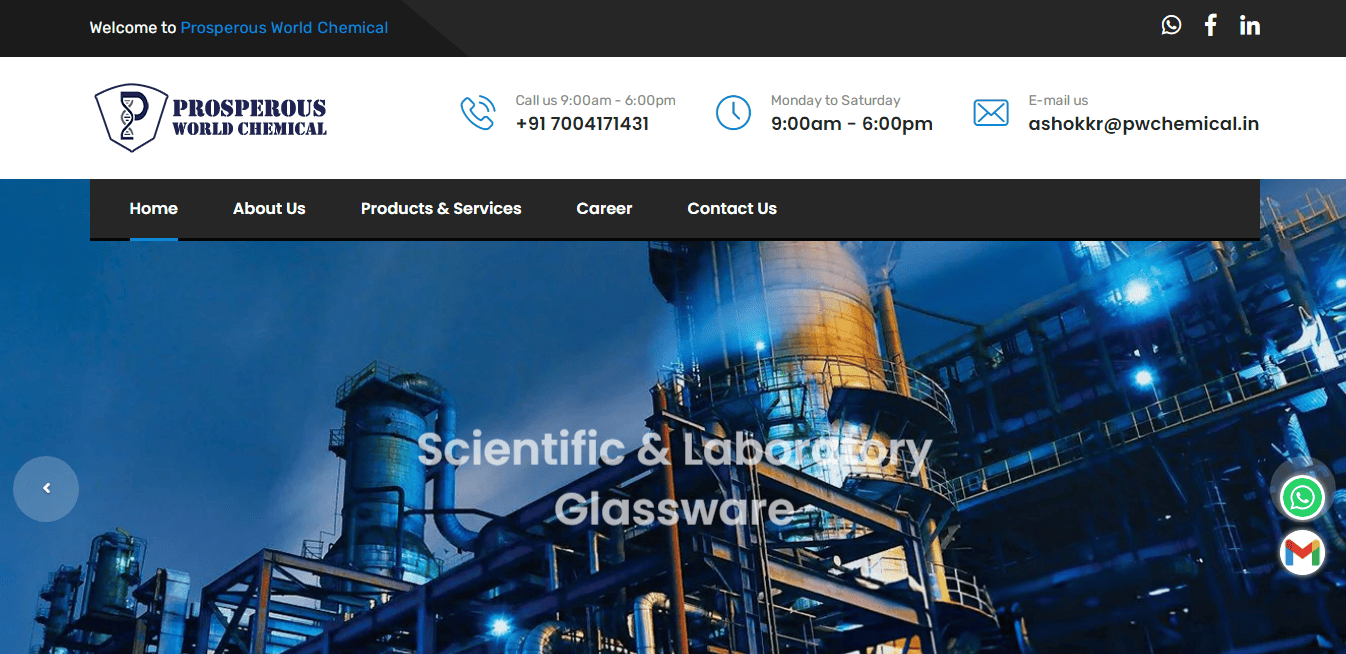 Welcome to Prosperous World Chemical
PROSPEROUS
WORLD CHEMICAL
Call us 9:00am - 6:00pm
+91 7004171431
Monday to Saturday
9:00am - 6:00pm
E-mail us
ashokkr@pwchemical.in
Home About Us Products & Services Career Contact Us
Scientific & Laboratory
Glassware